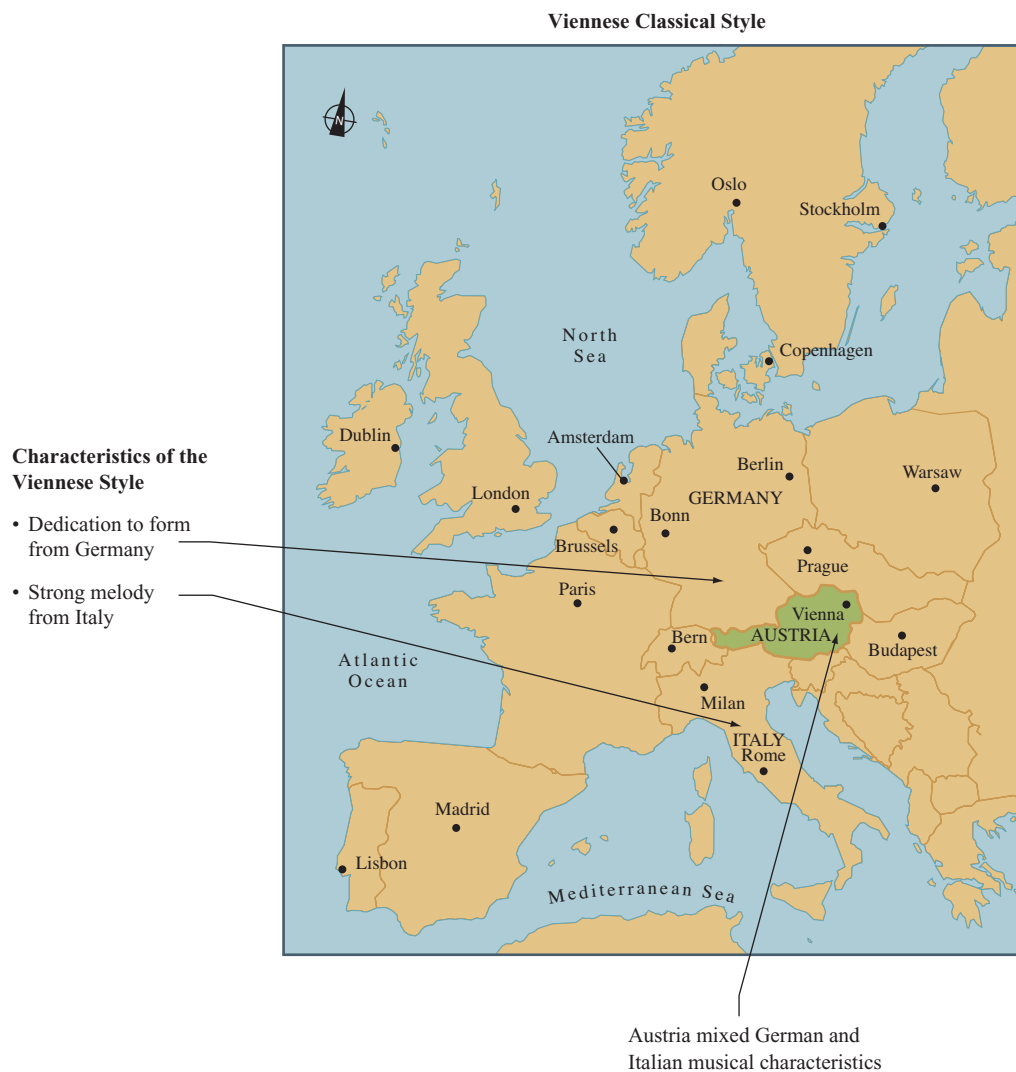 Viennese Classical Style
N
Oslo
Stockholm
North
Sea
Copenhagen
Dublin
Amsterdam
Berlin
Warsaw
London
GERMANY
Bonn
Brussels
Prague
Paris
Vienna
Bern
AUSTRIA
Budapest
Atlantic
Ocean
Milan
ITALY
Rome
Madrid
Lisbon
Mediterranean Sea
Characteristics of the
Viennese Style
• Dedication to form
from Germany
• Strong melody
from Italy
Austria mixed German and
Italian musical characteristics